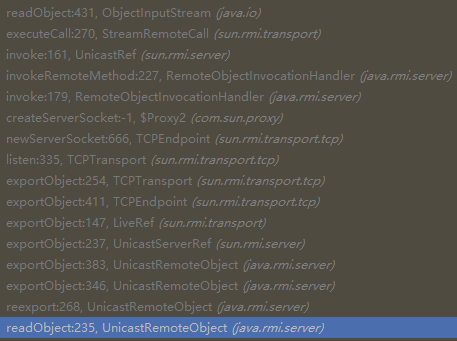 readObject:431, ObjectInputStream (java.io)
executeCall:270, StreamRemoteCall (sun.rmi.transport)
invoke:161, UnicastRef (sun.rmi.server)
invokeRemoteMethod:227, RemoteObjectInvocationHandler (java.rmi.server)
invoke:179, RemoteObjectInvocationHandler (java.rmi.server)
createServerSocket:-1, $Proxy2 (com.sun.proxy)
newServerSocket:666, TCPEndpoint (sun.rmi.transport.tcp)
listen:335, TCPTransport (sun.rmi.transport.tcp)
exportObject:254, TCPTransport (sun.rmi.transport.tcp)
exportObject:411, TCPEndpoint (sun.rmi.transport.tcp)
exportObject:147, LiveRef (sun.rmi.transport)
exportObject:237, UnicastServerRef (sun.rmi.server)
exportObject:383, UnicastRemoteObject (java.rmi.server)
exportObject:346, UnicastRemoteObject (java.rmi.server)
reexport:268, UnicastRemoteObject (java.rmi.server)
readObject:235, UnicastRemoteObject (java.rmi.server)